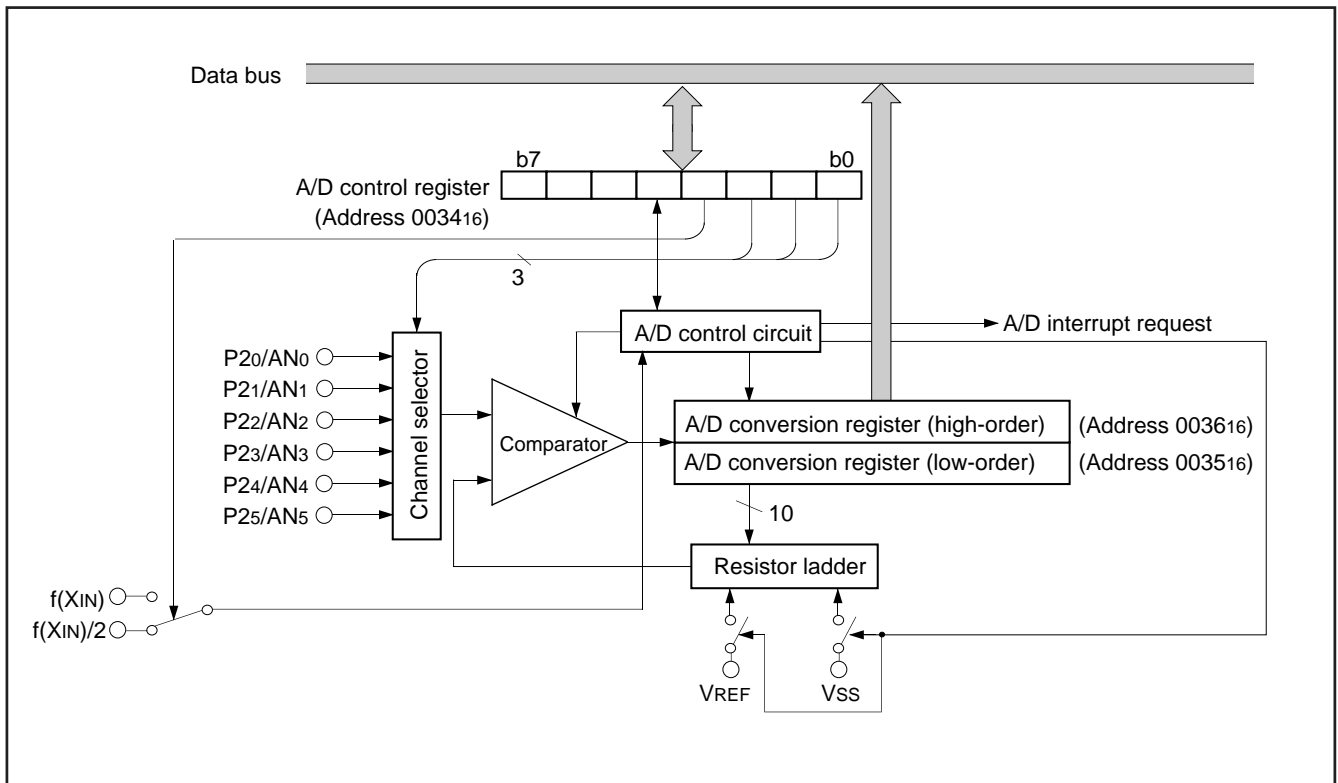 Data bus
b7 b0
A/D control register
(Address 0034₁₆)
3
A/D control circuit
A/D interrupt request
Channel selector
P2₀/AN₀
P2₁/AN₁
P2₂/AN₂
P2₃/AN₃
P2₄/AN₄
P2₅/AN₅
Comparator
A/D conversion register (high-order) (Address 0036₁₆)
A/D conversion register (low-order) (Address 0035₁₆)
10
Resistor ladder
f(XIN)
f(XIN)/2
VREF VSS